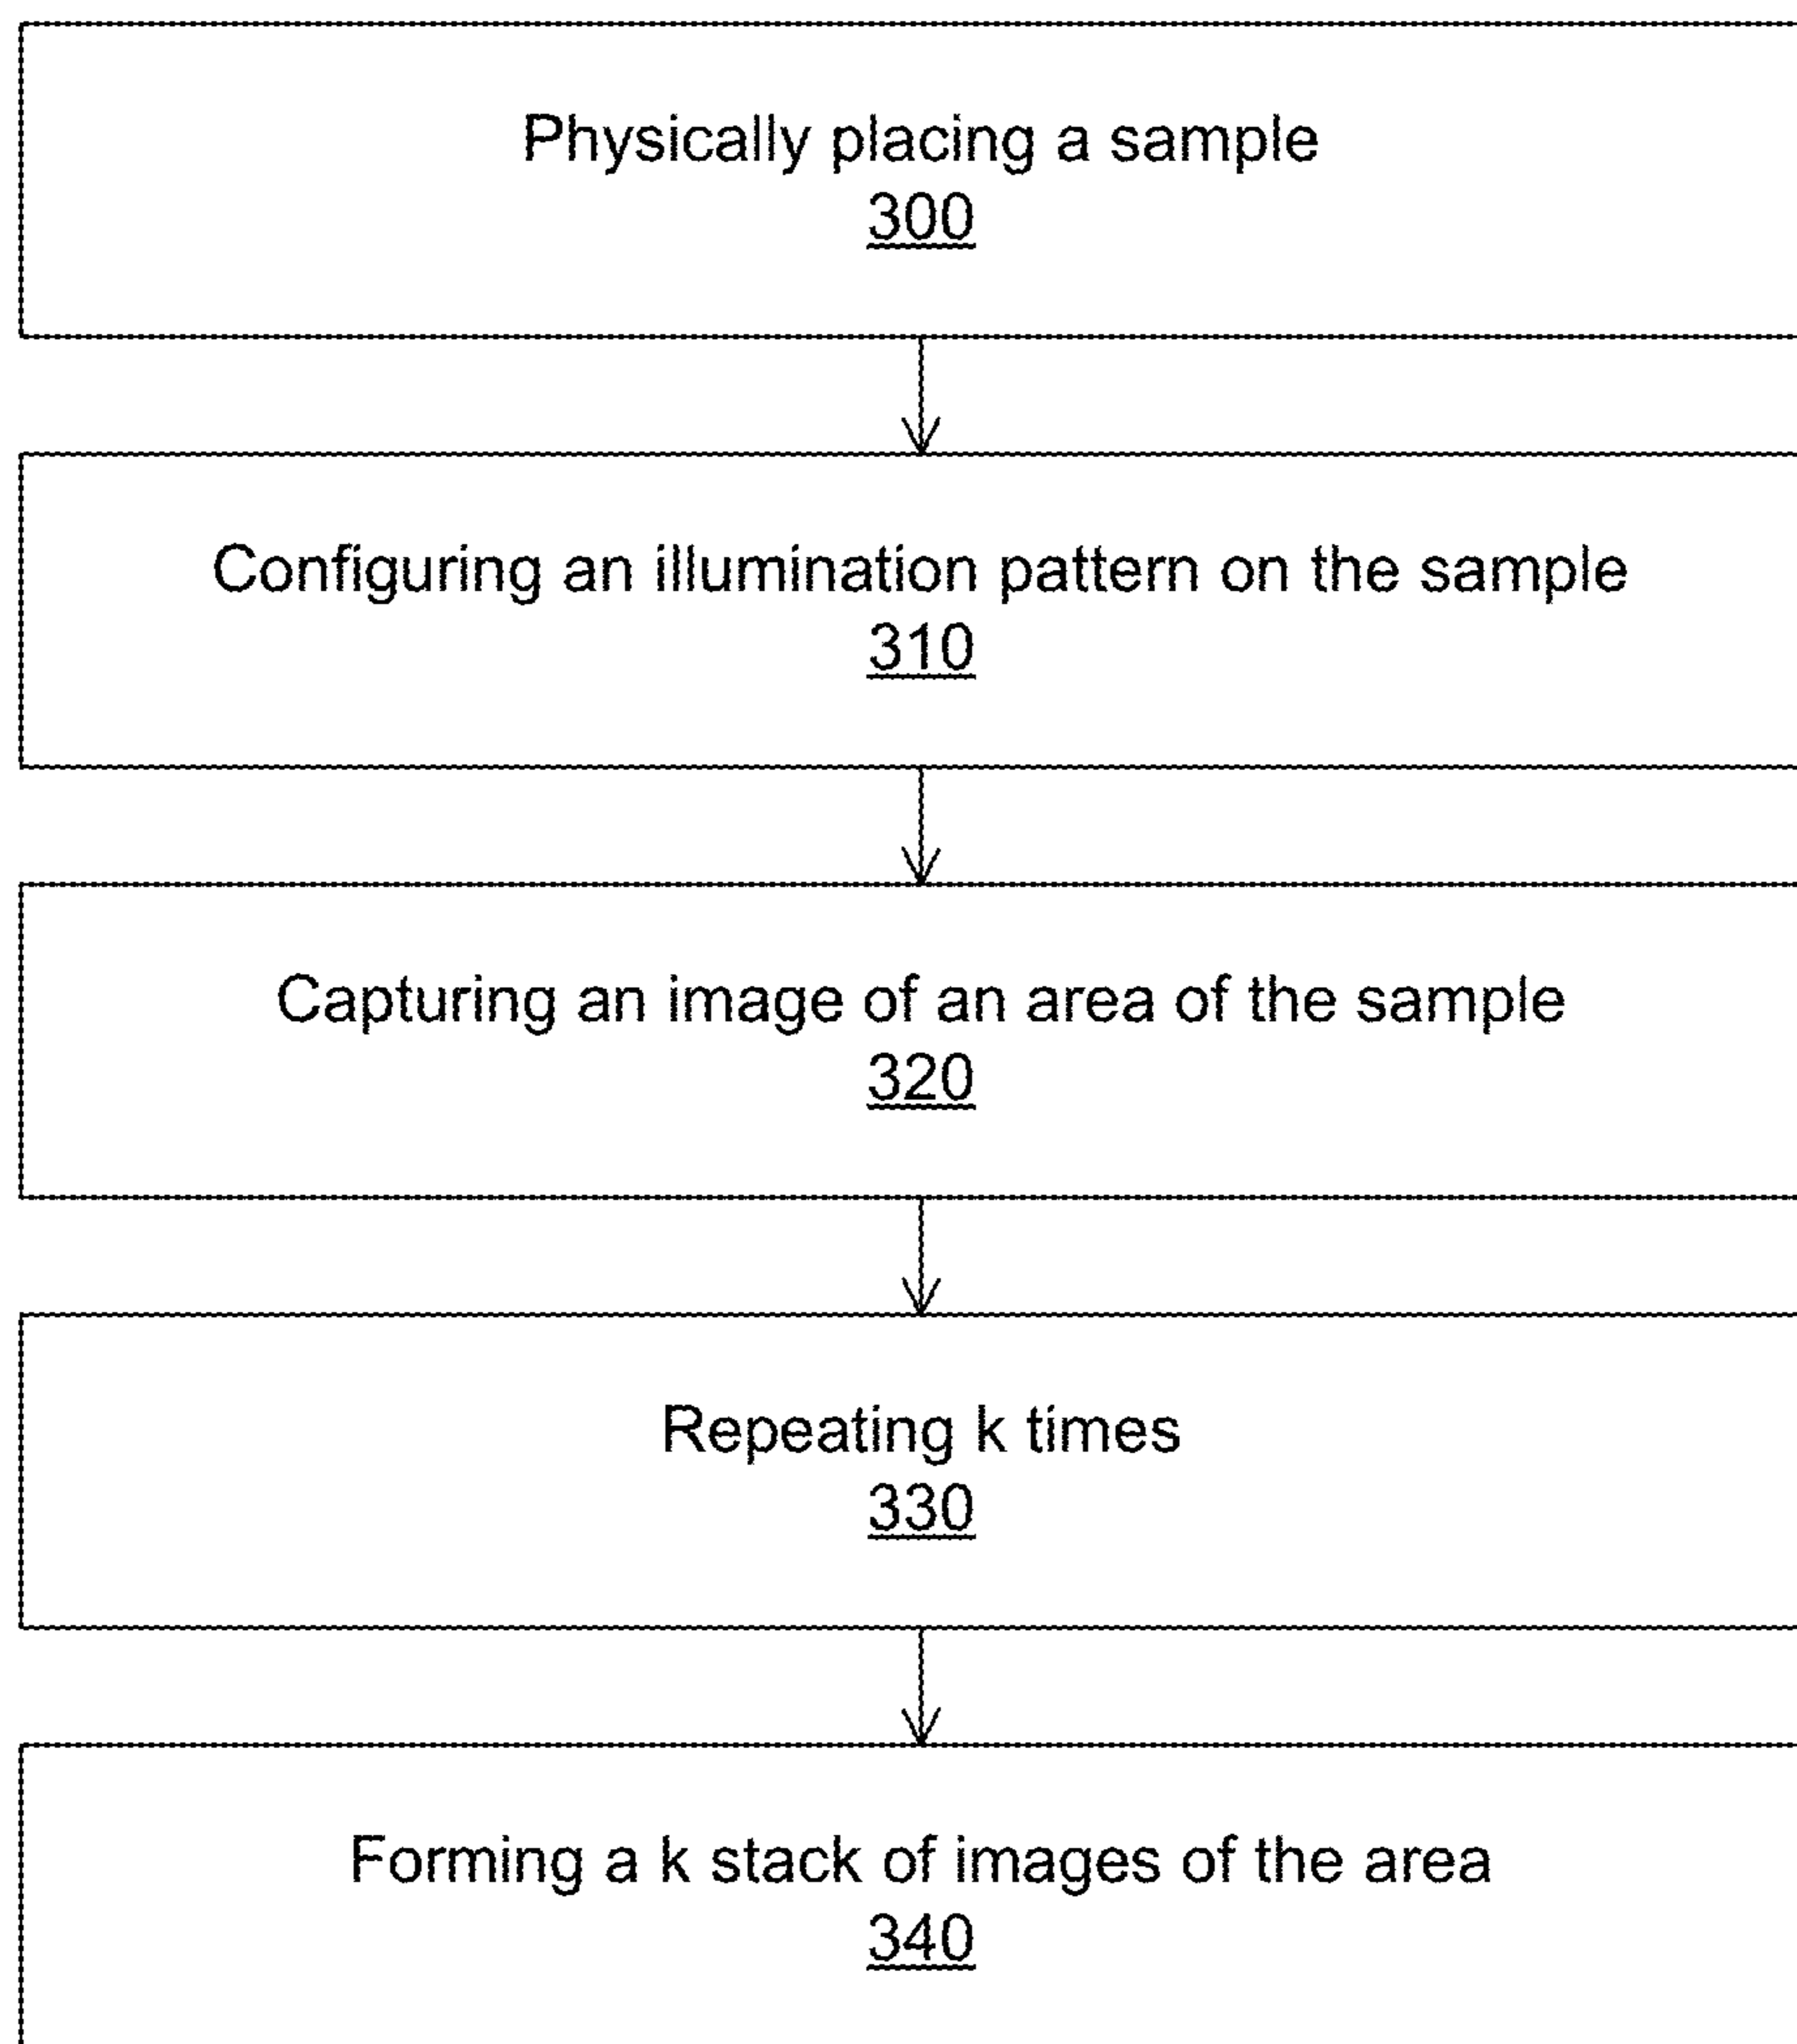 Physically placing a sample
300
Configuring an illumination pattern on the sample
310
Capturing an image of an area of the sample
320
Repeating k times
330
Forming a k stack of images of the area
340